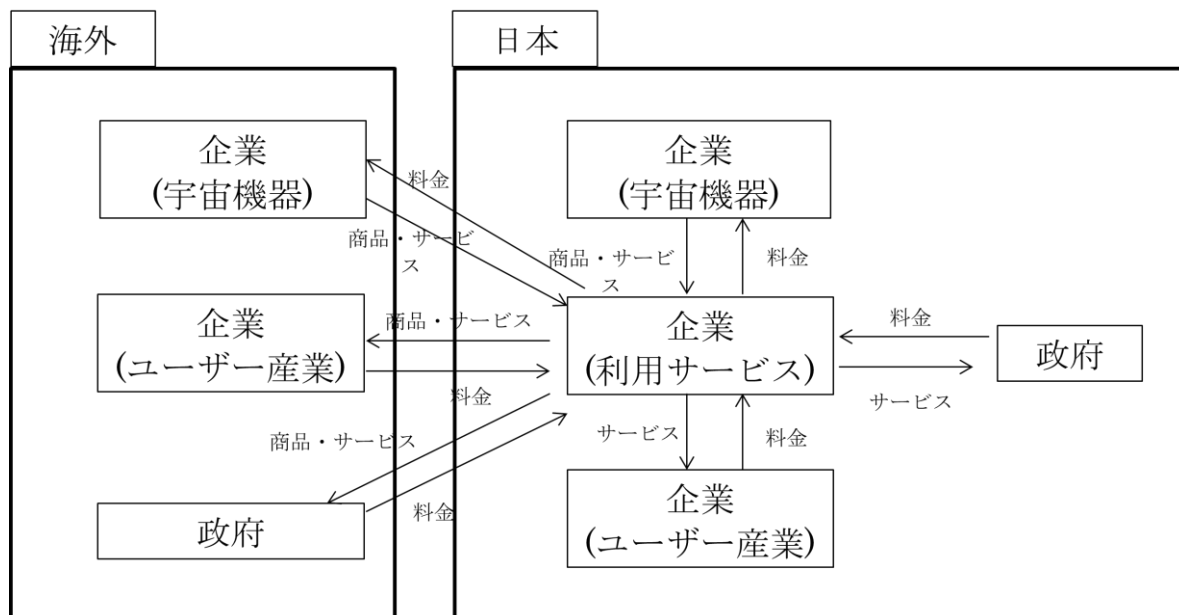 海外
日本
企業
(宇宙機器)
企業
(宇宙機器)
料金
商品・サービ
ス
商品・サービ
ス
料金
企業
(ユーザー産業)
商品・サービス
料金
企業
(利用サービス)
料金
サービス
政府
商品・サービス
料金
サービス
料金
政府
企業
(ユーザー産業)